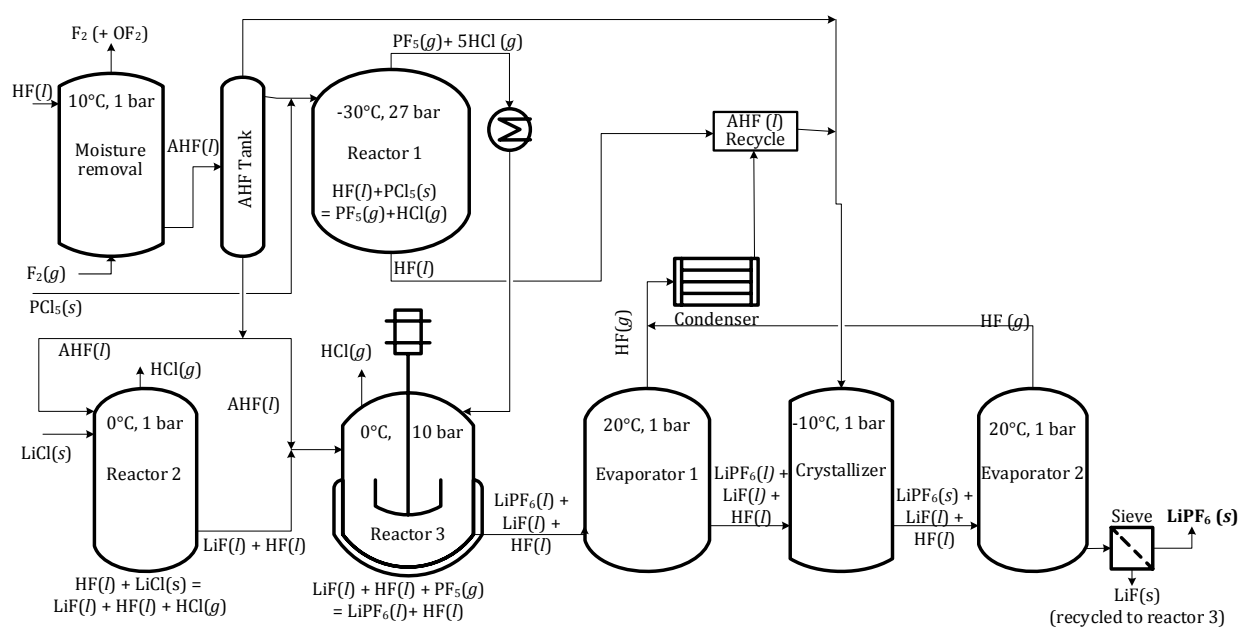 F₂ (+ OF₂)
HF(l)
10°C, 1 bar
Moisture
removal
AHF(l)
F₂(g)
PCl₅(s)
AHF Tank
PF₅(g)+ 5HCl (g)
-30°C, 27 bar
Reactor 1
HF(l)+PCl₅(s)
= PF₅(g)+HCl(g)
HF(l)
AHF (l)
Recycle
Condenser
HF(g)
HF (g)
AHF(l)
HCl(g)
0°C, 1 bar
LiCl(s)
Reactor 2
AHF(l)
LiF(l) + HF(l)
HF(l) + LiCl(s) =
LiF(l) + HF(l) + HCl(g)
HCl(g)
0°C, 10 bar
Reactor 3
LiF(l) + HF(l) + PF₅(g)
= LiPF₆(l)+ HF(l)
LiPF₆(l) +
LiF(l) +
HF(l)
20°C, 1 bar
Evaporator 1
LiPF₆(l) +
LiF(l) +
HF(l)
-10°C, 1 bar
Crystallizer
LiPF₆(s) +
LiF(l) +
HF(l)
20°C, 1 bar
Evaporator 2
Sieve
LiPF₆ (s)
LiF(s)
(recycled to reactor 3)